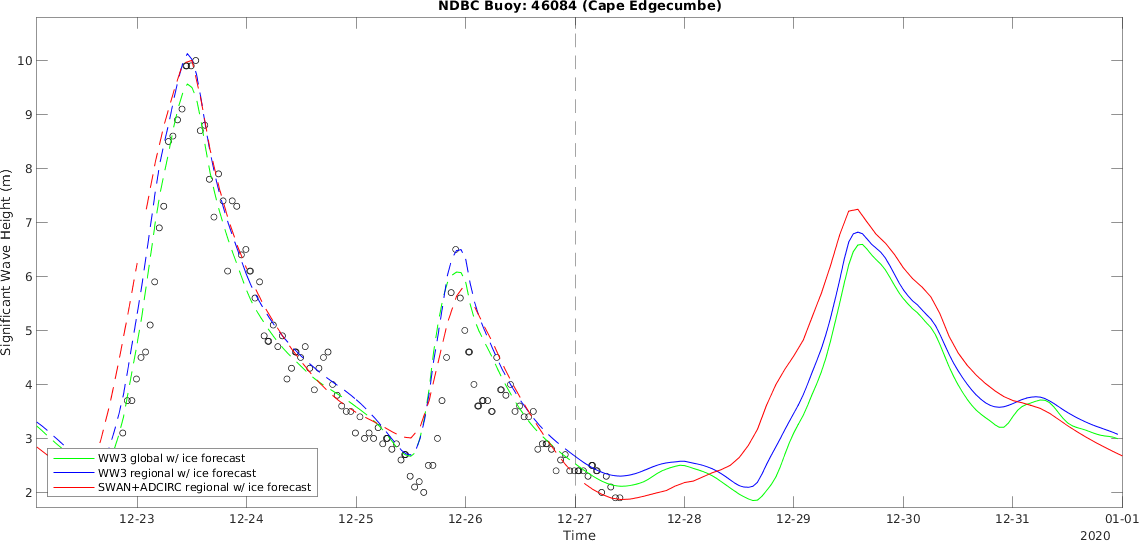 NDBC Buoy: 46084 (Cape Edgecumbe)
Significant Wave Height (m)
10
9
8
7
6
5
4
3
2
WW3 global w/ ice forecast
WW3 regional w/ ice forecast
SWAN+ADCIRC regional w/ ice forecast
12-23 12-24 12-25 12-26 12-27 12-28 12-29 12-30 12-31 01-01
Time 2020